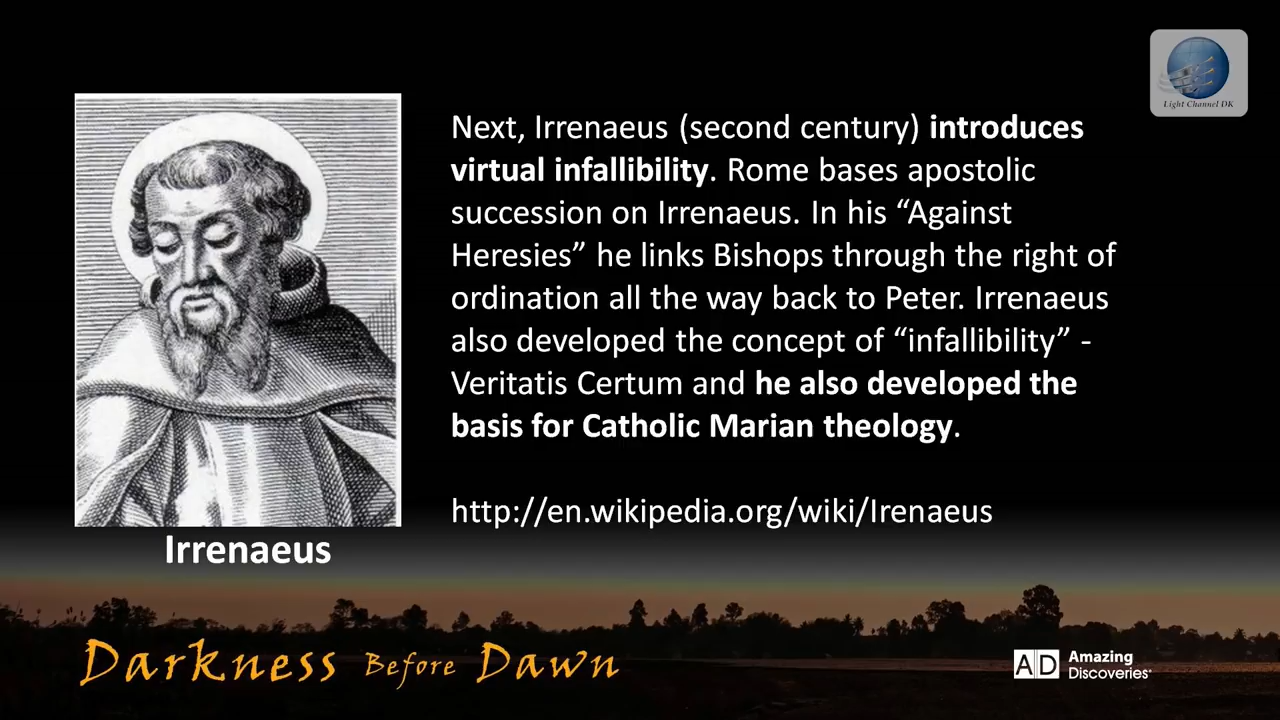 Light Channel DK
Next, Irrenaeus (second century) introduces
virtual infallibility. Rome bases apostolic
succession on Irrenaeus. In his “Against
Heresies” he links Bishops through the right of
ordination all the way back to Peter. Irrenaeus
also developed the concept of “infallibility” -
Veritatis Certum and he also developed the
basis for Catholic Marian theology.
http://en.wikipedia.org/wiki/Irenaeus
Irrenaeus
Darkness Before Dawn
AD Amazing
Discoveries